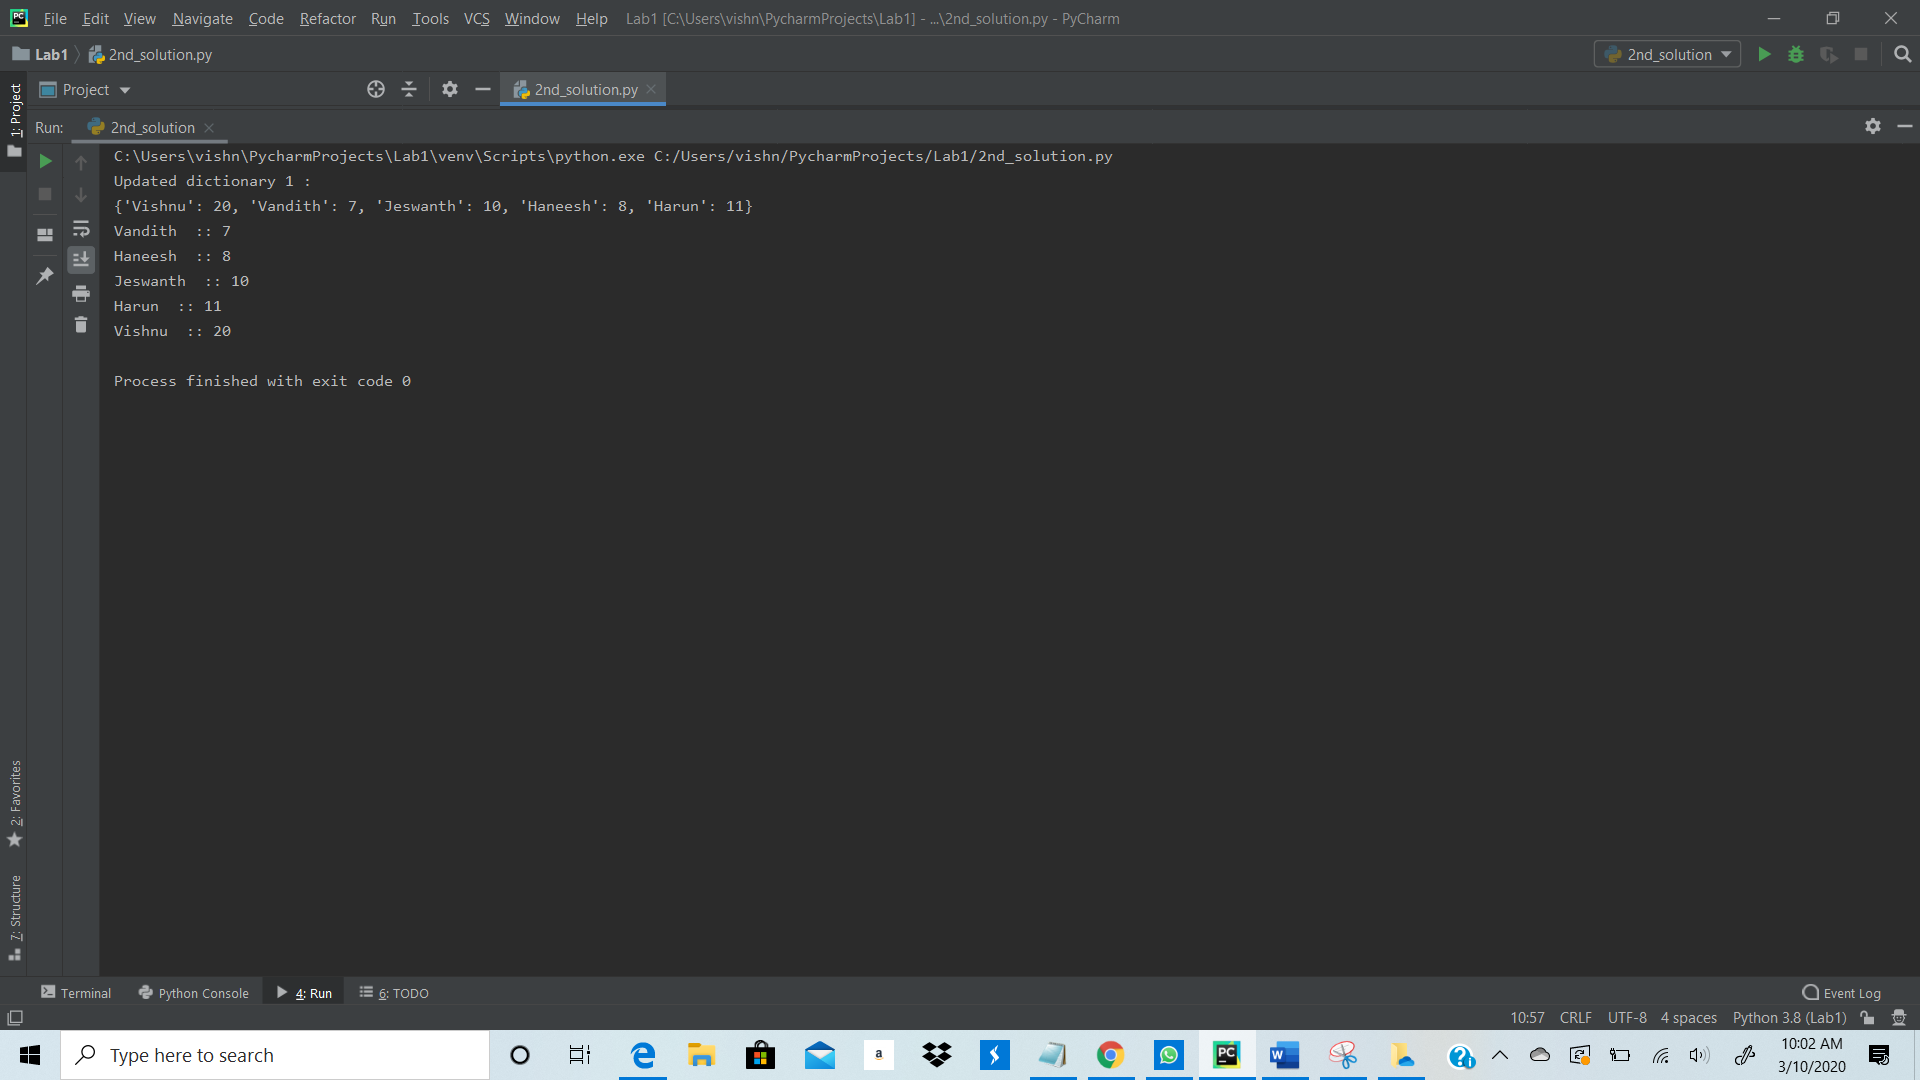 File Edit View Navigate Code Refactor Run Tools VCS Window Help Lab1 [C:\Users\vishn\PycharmProjects\Lab1] - ...\2nd_solution.py - PyCharm
Lab1 2nd_solution.py 2nd_solution
1: Project
Project 2nd_solution.py
Run: 2nd_solution
C:\Users\vishn\PycharmProjects\Lab1\venv\Scripts\python.exe C:/Users/vishn/PycharmProjects/Lab1/2nd_solution.py
Updated dictionary 1 :
{'Vishnu': 20, 'Vandith': 7, 'Jeswanth': 10, 'Haneesh': 8, 'Harun': 11}
Vandith  :: 7
Haneesh  :: 8
Jeswanth  :: 10
Harun  :: 11
Vishnu  :: 20
Process finished with exit code 0
2: Favorites
7: Structure
Terminal Python Console 4: Run 6: TODO Event Log
10:57 CRLF UTF-8 4 spaces Python 3.8 (Lab1)
Type here to search
10:02 AM
3/10/2020